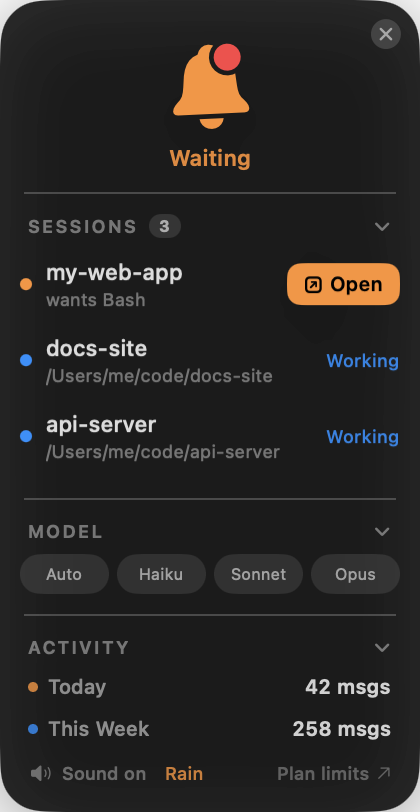 Waiting
SESSIONS 3
my-web-app
wants Bash
Open
docs-site
/Users/me/code/docs-site
Working
api-server
/Users/me/code/api-server
Working
MODEL
Auto Haiku Sonnet Opus
ACTIVITY
Today 42 msgs
This Week 258 msgs
Sound on Rain Plan limits ↗